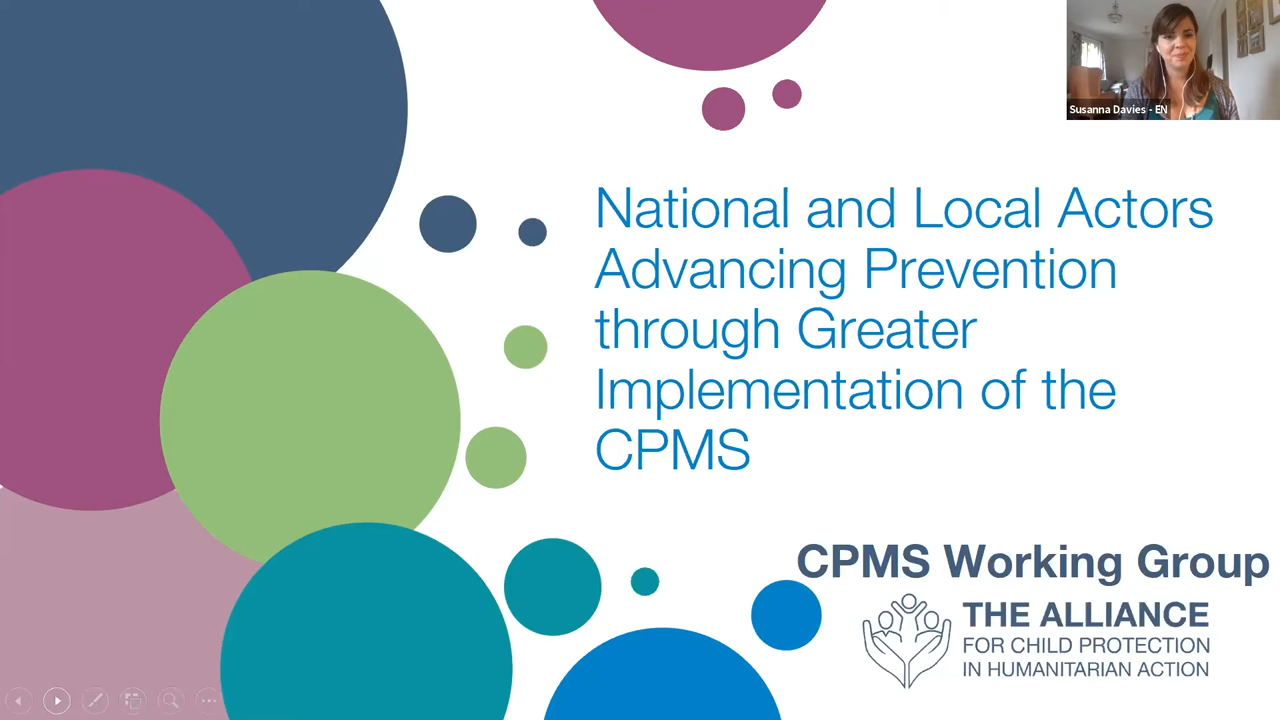 Susanna Davies - EN
National and Local Actors
Advancing Prevention
through Greater
Implementation of the
CPMS
CPMS Working Group
THE ALLIANCE
FOR CHILD PROTECTION
IN HUMANITARIAN ACTION